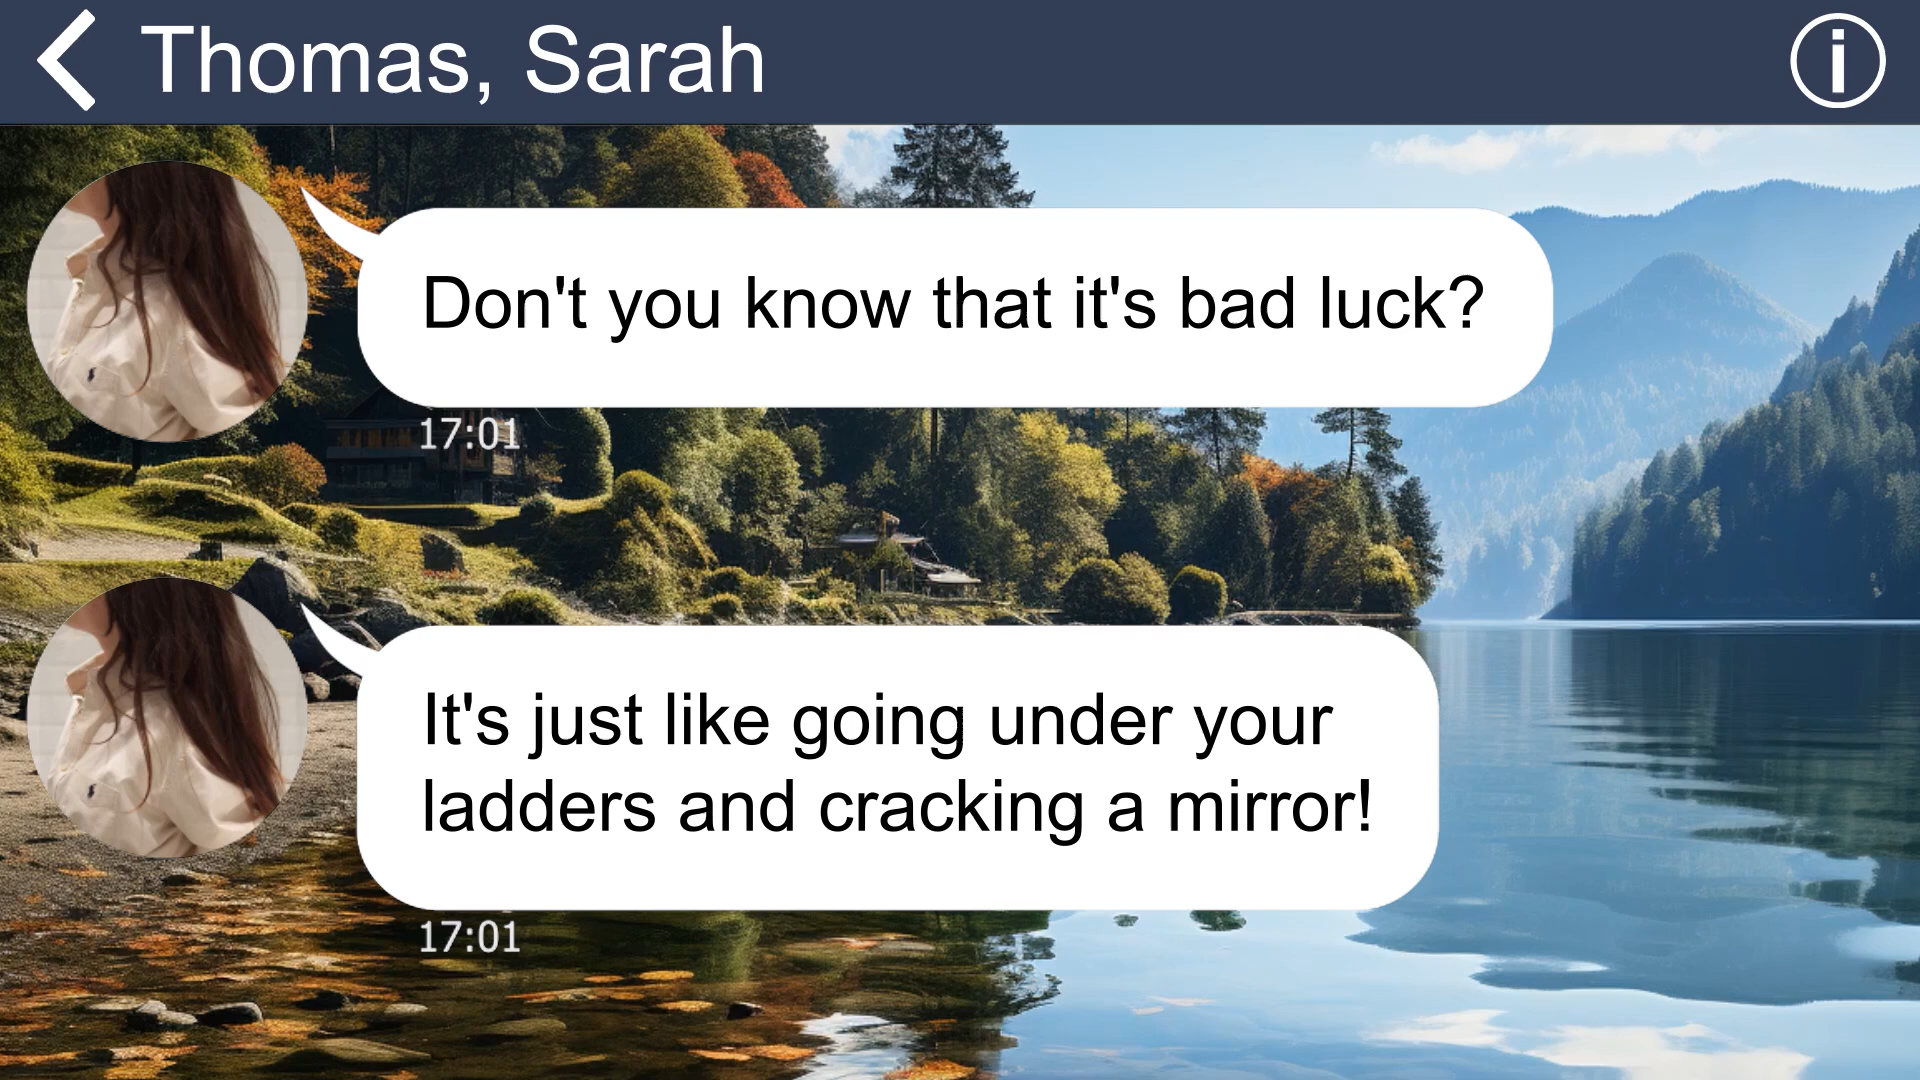 Thomas, Sarah
Don't you know that it's bad luck?
17:01
It's just like going under your
ladders and cracking a mirror!
17:01